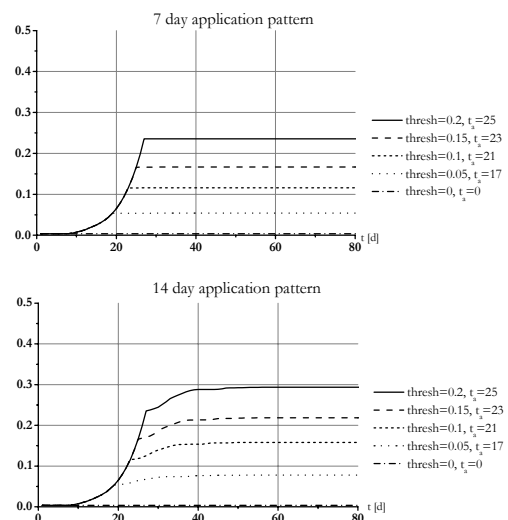 7 day application pattern
0.5
0.4
0.3
0.2
0.1
0.0
0 20 40 60 80
t [d]
thresh=0.2, tₐ=25
thresh=0.15, tₐ=23
thresh=0.1, tₐ=21
thresh=0.05, tₐ=17
thresh=0, tₐ=0
14 day application pattern
0.5
0.4
0.3
0.2
0.1
0.0
0 20 40 60 80
t [d]
thresh=0.2, tₐ=25
thresh=0.15, tₐ=23
thresh=0.1, tₐ=21
thresh=0.05, tₐ=17
thresh=0, tₐ=0